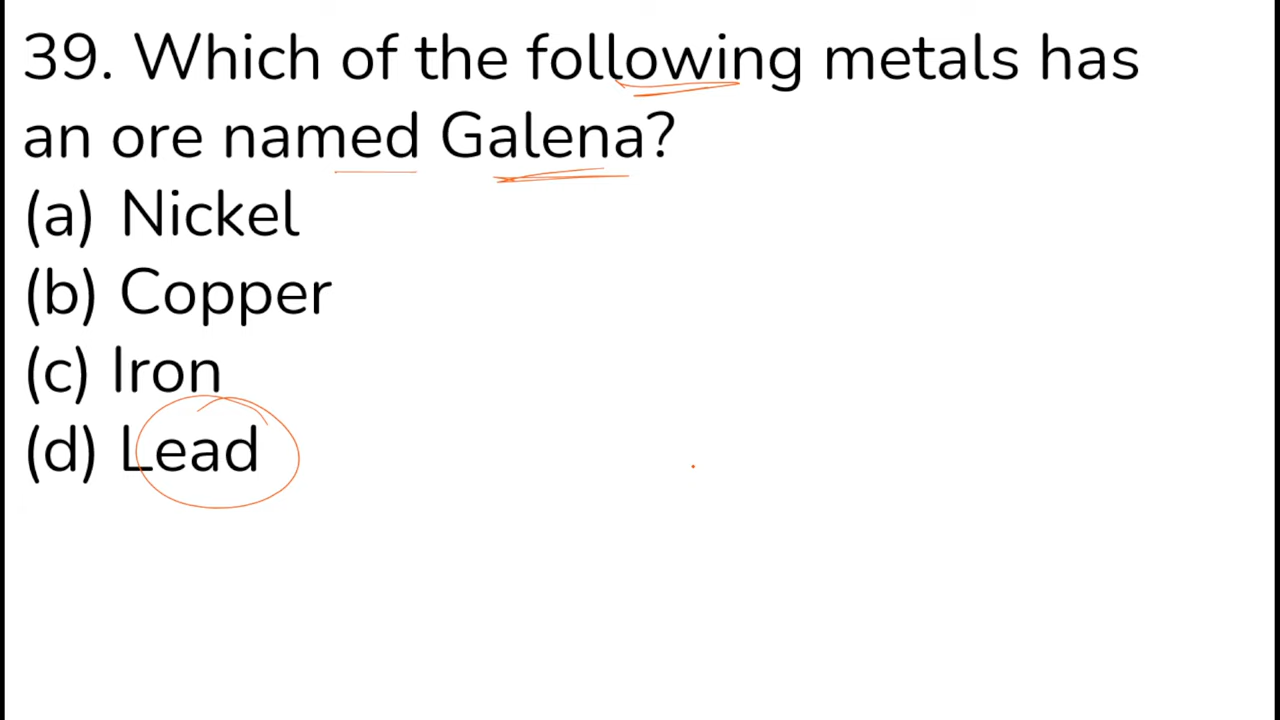 39. Which of the following metals has
an ore named Galena?
(a) Nickel
(b) Copper
(c) Iron
(d) Lead